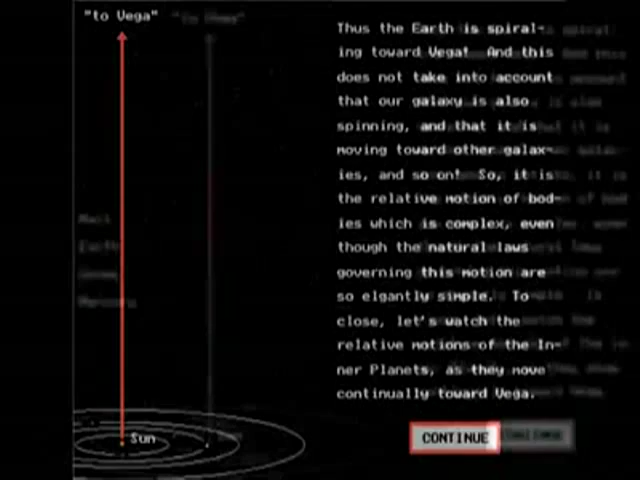 "to Vega"
Thus the Earth is spiral-
ing toward Vega!  And this
does not take into account
that our galaxy is also
spinning, and that it is
moving toward other galax-
ies, and so on!  So, it is
the relative motion of bod-
ies which is complex, even
though the natural laws
governing this motion are
so elgantly simple.  To
close, let's watch the
relative motions of the In-
ner Planets, as they move
continually toward Vega.
Earth
Sun
CONTINUE